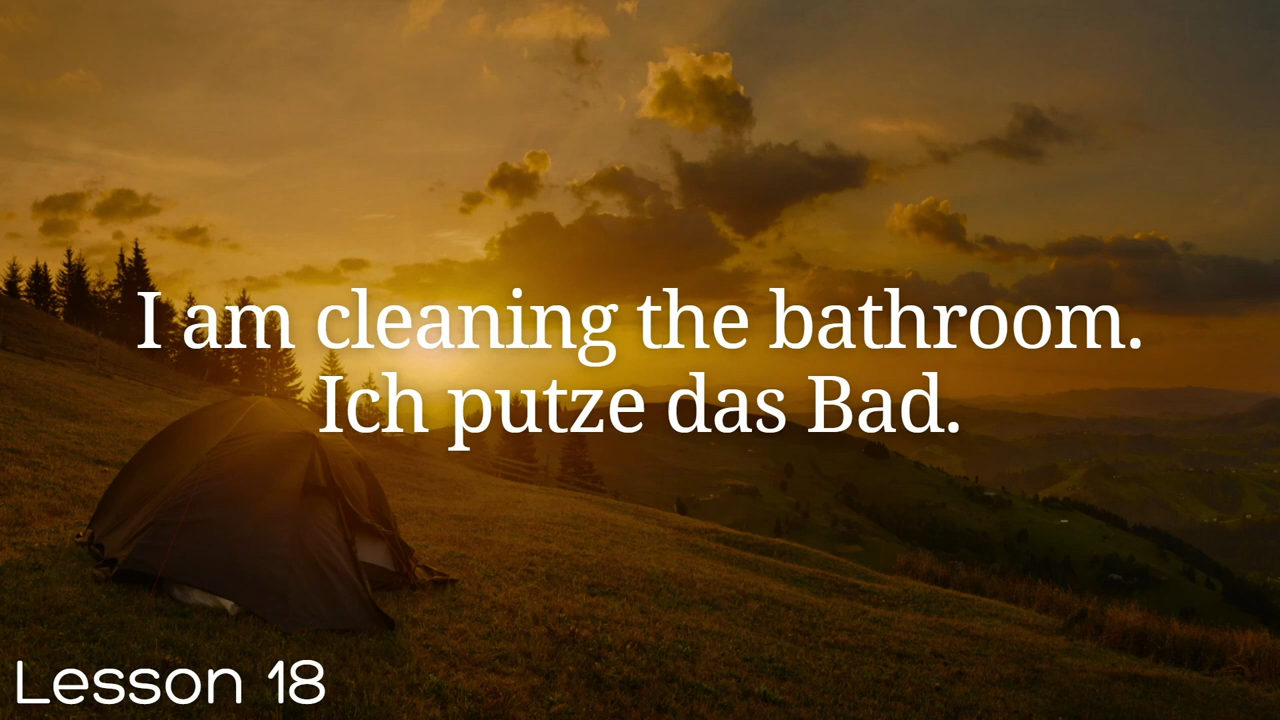 I am cleaning the bathroom.
Ich putze das Bad.
Lesson 18